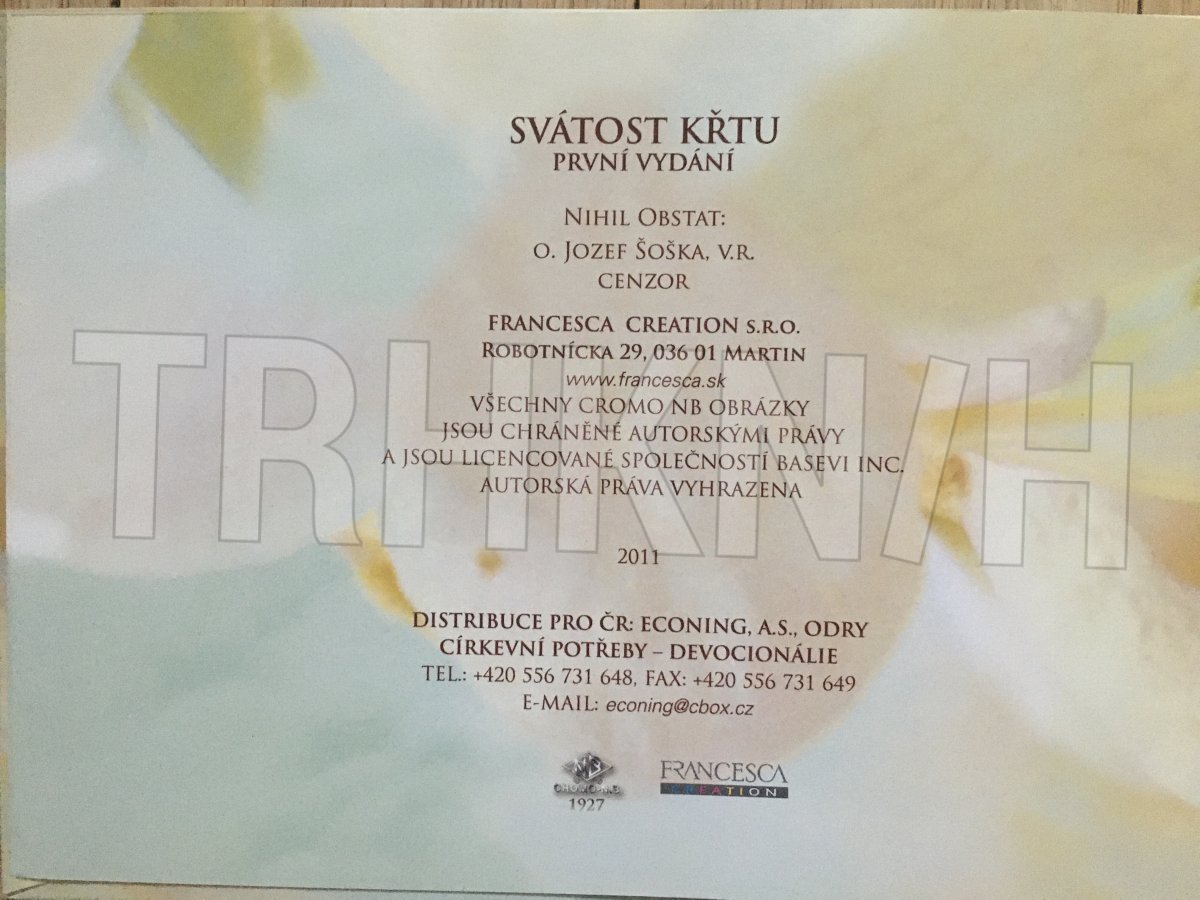 SVÁTOST KŘTU
PRVNÍ VYDÁNÍ
NIHIL OBSTAT:
O. JOZEF ŠOŠKA, V.R.
CENZOR
FRANCESCA CREATION S.R.O.
ROBOTNÍCKA 29, 036 01 MARTIN
www.francesca.sk
VŠECHNY CROMO NB OBRÁZKY
JSOU CHRÁNĚNÉ AUTORSKÝMI PRÁVY
A JSOU LICENCOVANÉ SPOLEČNOSTÍ BASEVI INC.
AUTORSKÁ PRÁVA VYHRAZENA
TRHKN/H
2011
DISTRIBUCE PRO ČR: ECONING, A.S., ODRY
CÍRKEVNÍ POTŘEBY – DEVOCIONÁLIE
TEL.: +420 556 731 648, FAX: +420 556 731 649
E-MAIL: econing@cbox.cz
1927
FRANCESCA
CREATION